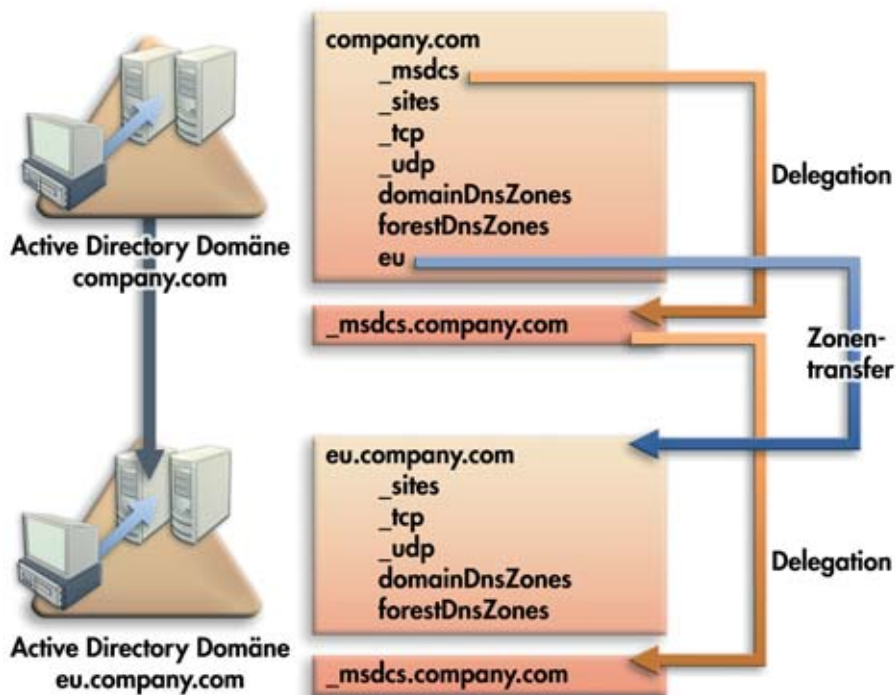 company.com
_msdcs
_sites
_tcp
_udp
domainDnsZones
forestDnsZones
eu
Delegation
Active Directory Domäne
company.com
_msdcs.company.com
Zonen-
transfer
eu.company.com
_sites
_tcp
_udp
domainDnsZones
forestDnsZones
Delegation
Active Directory Domäne
eu.company.com
_msdcs.company.com